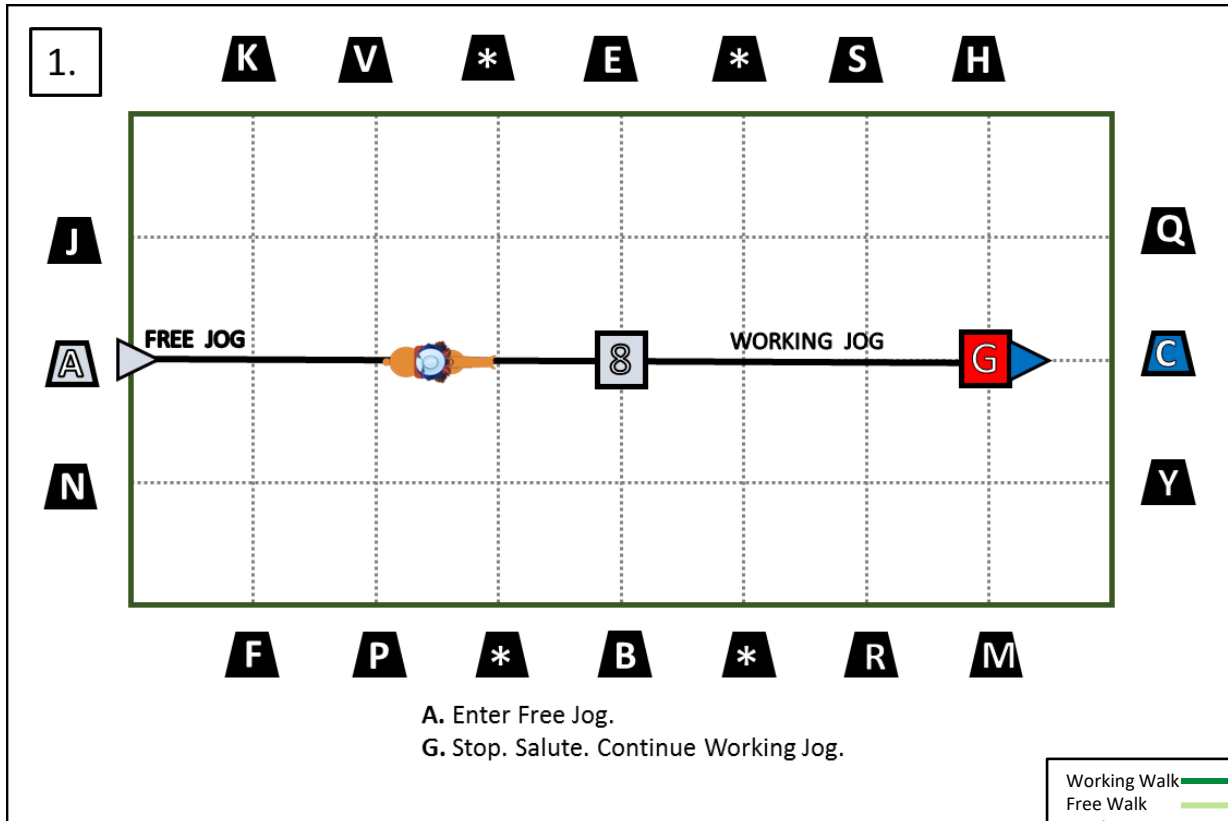 1.
K V * E * S H
J Q
FREE JOG WORKING JOG
A 8 G C
N Y
F P * B * R M
A. Enter Free Jog.
G. Stop. Salute. Continue Working Jog.
Working Walk
Free Walk